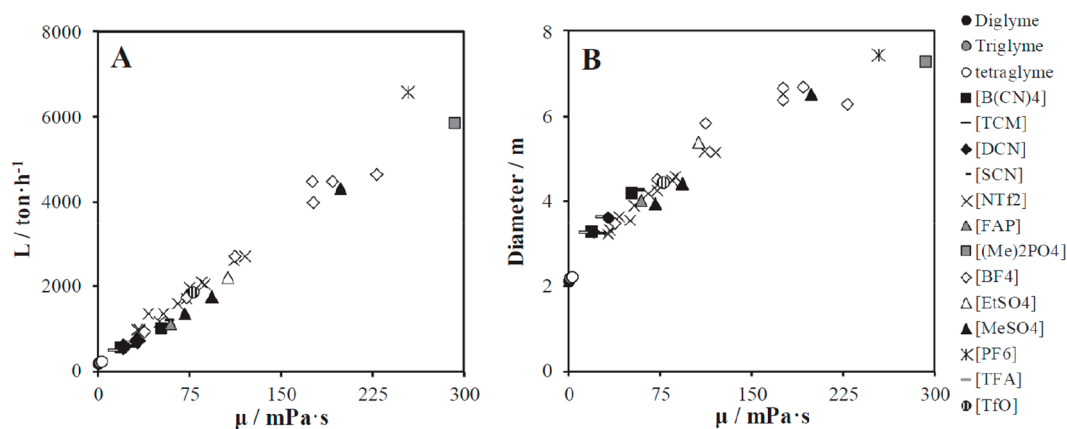 8000
6000
4000
2000
0
L / ton·h-1
A
0
75
150
225
300
μ / mPa·s
8
6
4
2
0
Diameter / m
B
0
75
150
225
300
μ / mPa·s
Diglyme
Triglyme
tetraglyme
[B(CN)4]
[TCM]
[DCN]
[SCN]
[NTf2]
[FAP]
[(Me)2PO4]
[BF4]
[EtSO4]
[MeSO4]
[PF6]
[TFA]
[TfO]